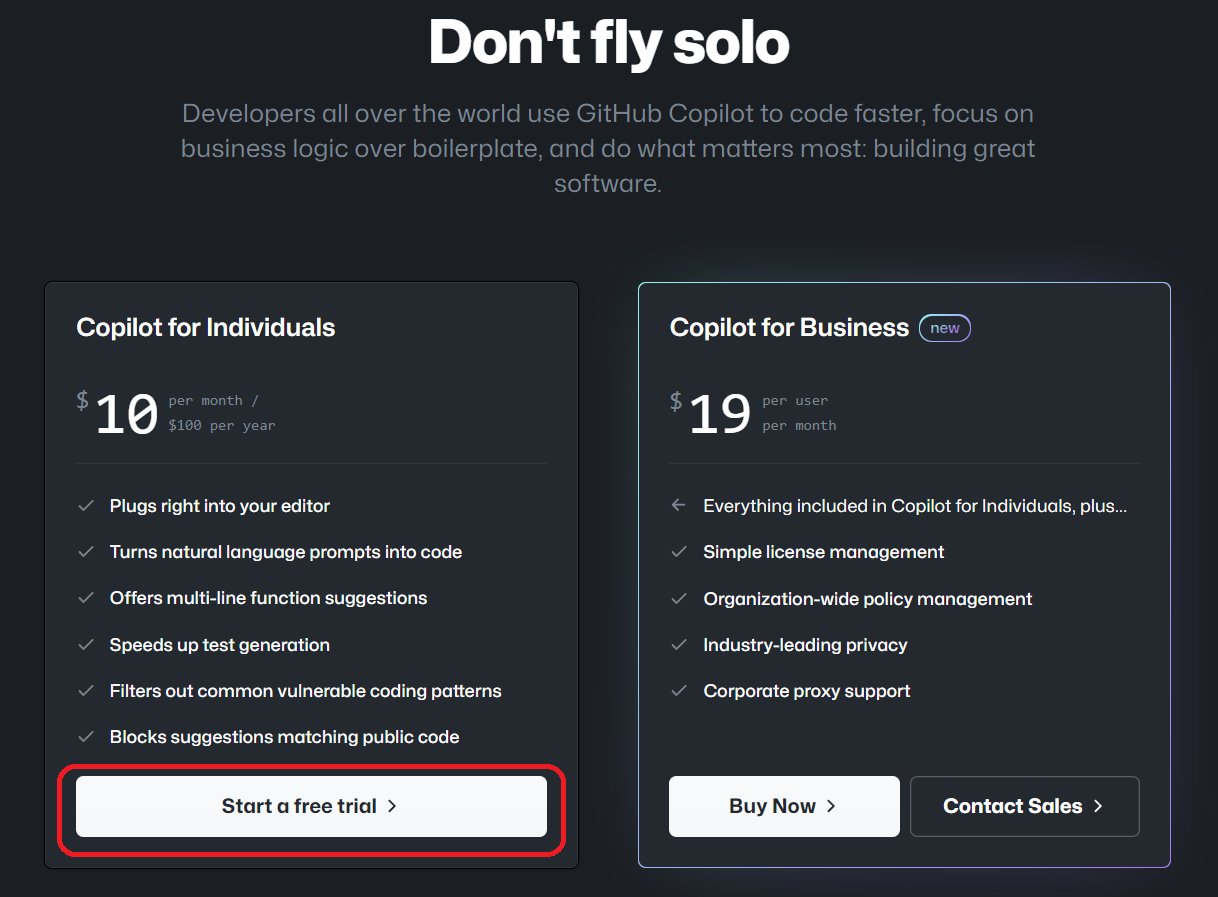 Don't fly solo
Developers all over the world use GitHub Copilot to code faster, focus on
business logic over boilerplate, and do what matters most: building great
software.
Copilot for Individuals
$ 10 per month /
$100 per year
Plugs right into your editor
Turns natural language prompts into code
Offers multi-line function suggestions
Speeds up test generation
Filters out common vulnerable coding patterns
Blocks suggestions matching public code
Start a free trial
Copilot for Business new
$ 19 per user
per month
Everything included in Copilot for Individuals, plus...
Simple license management
Organization-wide policy management
Industry-leading privacy
Corporate proxy support
Buy Now
Contact Sales